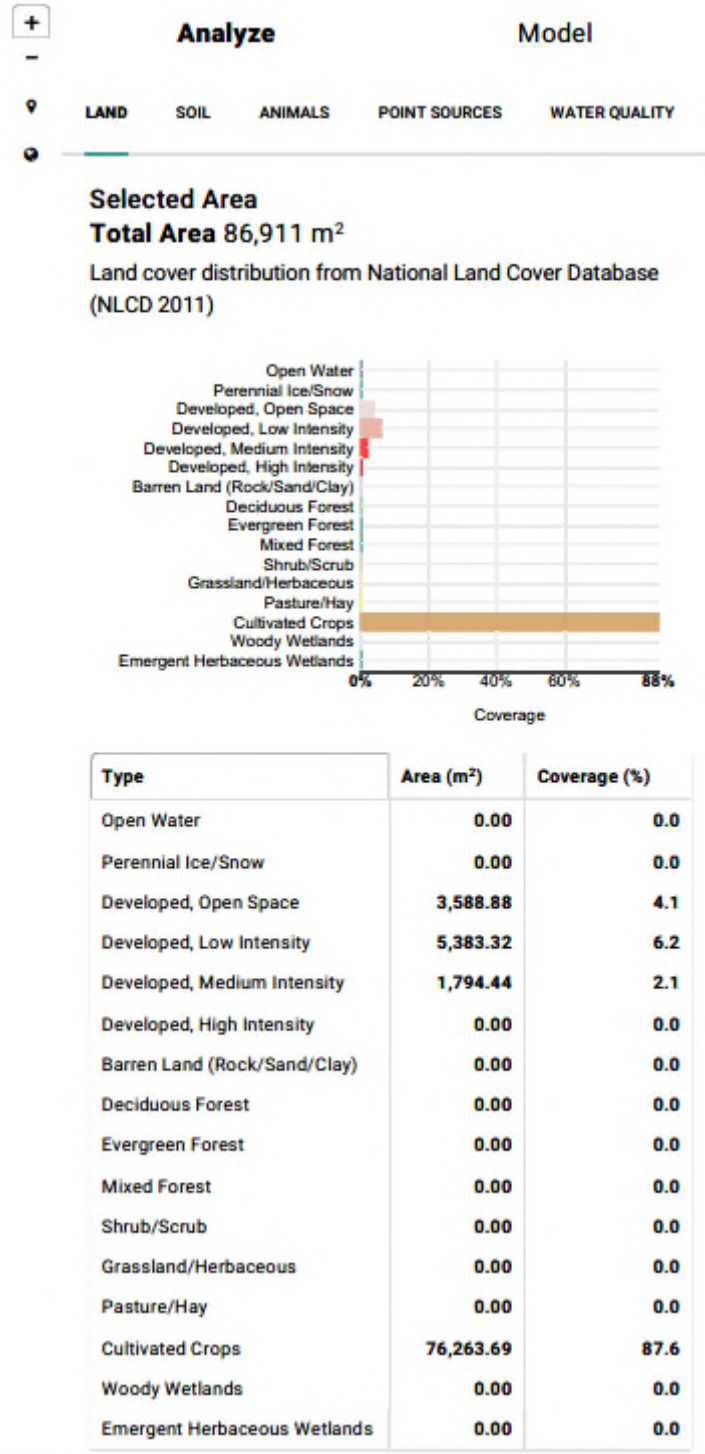 +
Analyze Model
-
LAND SOIL ANIMALS POINT SOURCES WATER QUALITY
Selected Area
Total Area 86,911 m²
Land cover distribution from National Land Cover Database
(NLCD 2011)
Open Water
Perennial Ice/Snow
Developed, Open Space
Developed, Low Intensity
Developed, Medium Intensity
Developed, High Intensity
Barren Land (Rock/Sand/Clay)
Deciduous Forest
Evergreen Forest
Mixed Forest
Shrub/Scrub
Grassland/Herbaceous
Pasture/Hay
Cultivated Crops
Woody Wetlands
Emergent Herbaceous Wetlands
0% 20% 40% 60% 88%
Coverage
Type Area (m²) Coverage (%)
Open Water 0.00 0.0
Perennial Ice/Snow 0.00 0.0
Developed, Open Space 3,588.88 4.1
Developed, Low Intensity 5,383.32 6.2
Developed, Medium Intensity 1,794.44 2.1
Developed, High Intensity 0.00 0.0
Barren Land (Rock/Sand/Clay) 0.00 0.0
Deciduous Forest 0.00 0.0
Evergreen Forest 0.00 0.0
Mixed Forest 0.00 0.0
Shrub/Scrub 0.00 0.0
Grassland/Herbaceous 0.00 0.0
Pasture/Hay 0.00 0.0
Cultivated Crops 76,263.69 87.6
Woody Wetlands 0.00 0.0
Emergent Herbaceous Wetlands 0.00 0.0